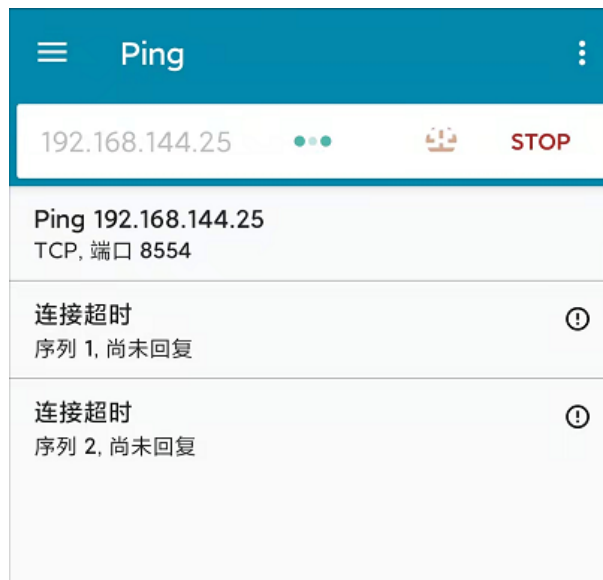 Ping
192.168.144.25
STOP
Ping 192.168.144.25
TCP, 端口 8554
连接超时
序列 1, 尚未回复
连接超时
序列 2, 尚未回复